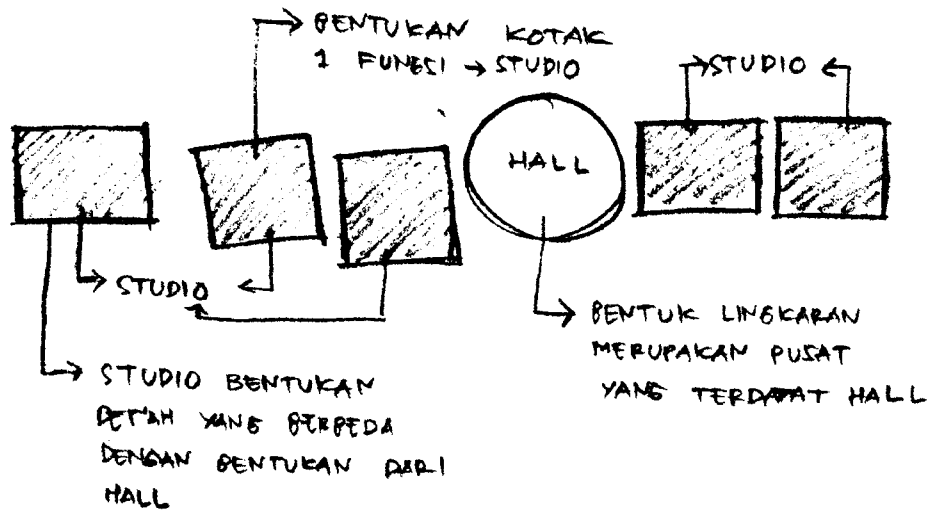 BENTUKAN KOTAK
1 FUNGSI → STUDIO
STUDIO
HALL
STUDIO
BENTUK LINGKARAN
MERUPAKAN PUSAT
YANG TERDAPAT HALL
STUDIO BENTUKAN
DENAH YANG BERBEDA
DENGAN BENTUKAN DARI
HALL